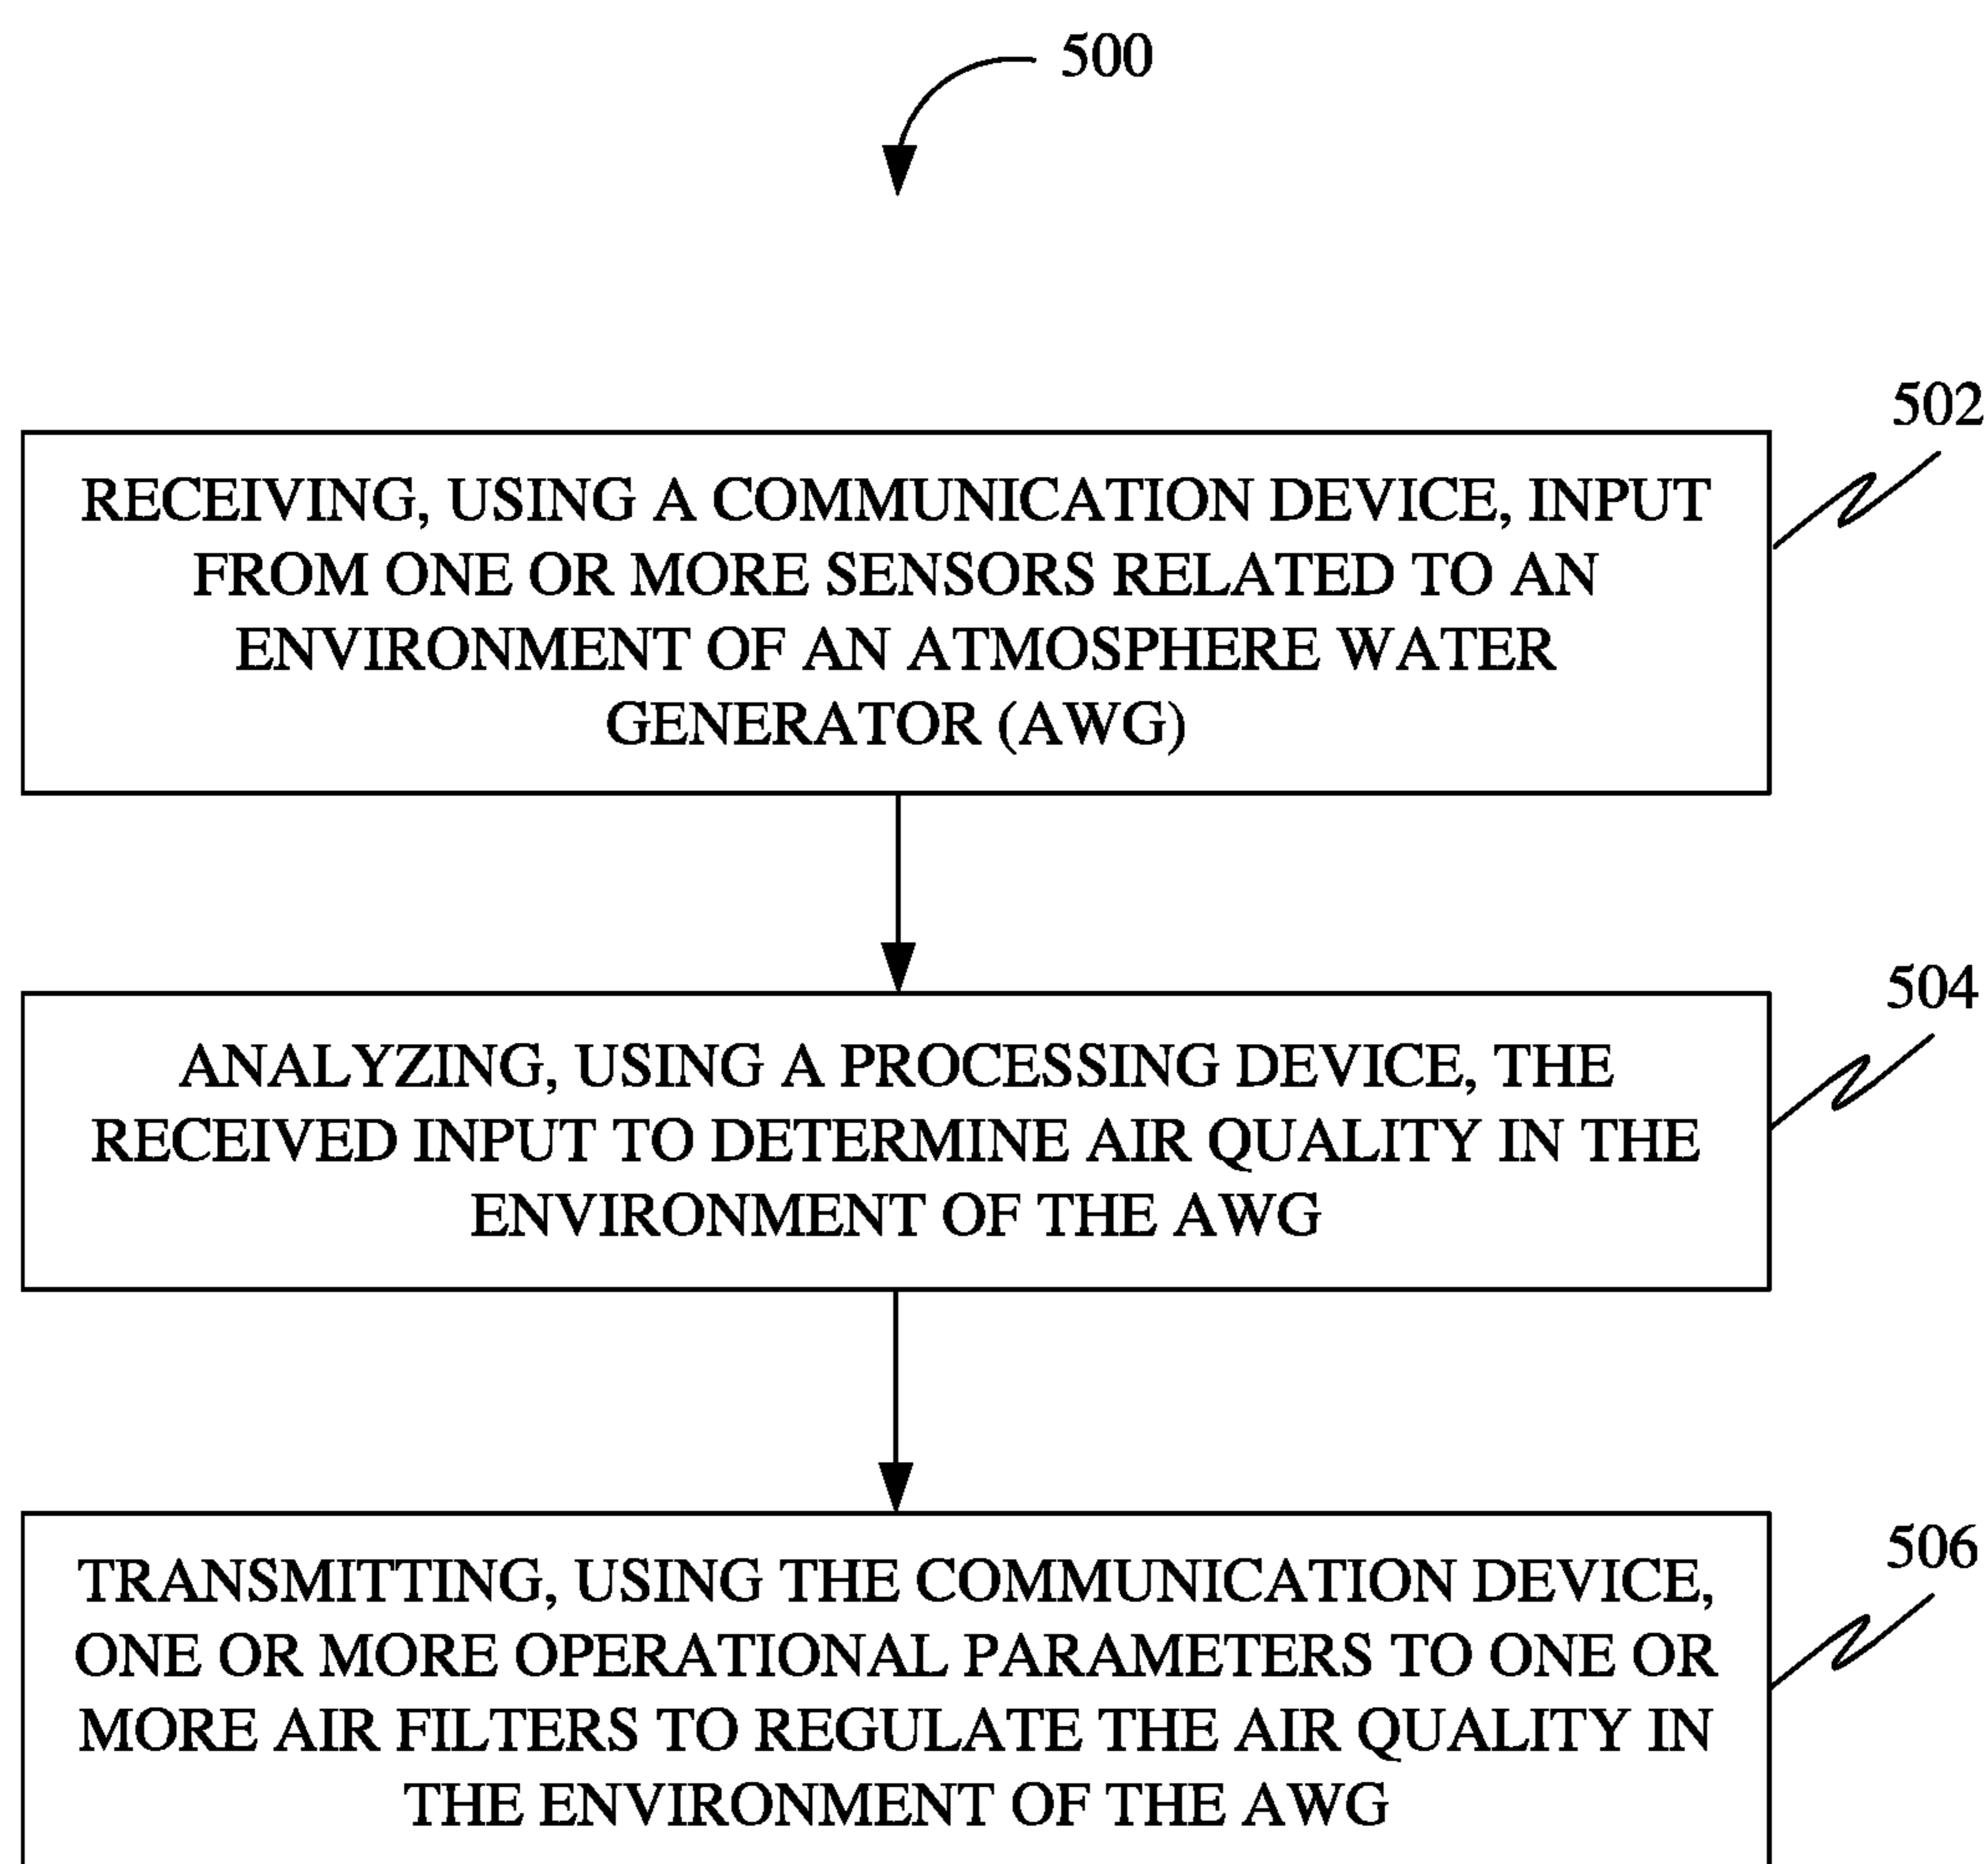 500
502
RECEIVING, USING A COMMUNICATION DEVICE, INPUT
FROM ONE OR MORE SENSORS RELATED TO AN
ENVIRONMENT OF AN ATMOSPHERE WATER
GENERATOR (AWG)
504
ANALYZING, USING A PROCESSING DEVICE, THE
RECEIVED INPUT TO DETERMINE AIR QUALITY IN THE
ENVIRONMENT OF THE AWG
506
TRANSMITTING, USING THE COMMUNICATION DEVICE,
ONE OR MORE OPERATIONAL PARAMETERS TO ONE OR
MORE AIR FILTERS TO REGULATE THE AIR QUALITY IN
THE ENVIRONMENT OF THE AWG